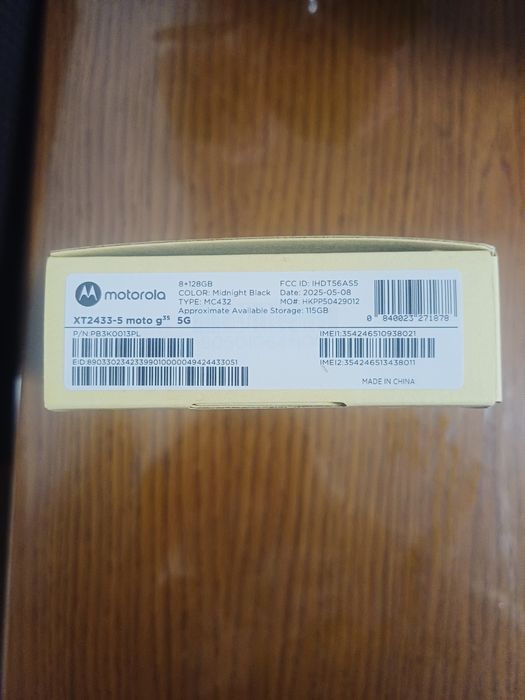 motorola
8+128GB
COLOR: Midnight Black
TYPE: MC432
Approximate Available Storage: 115GB
FCC ID: IHDT56AS5
Date: 2025-05-08
MO#: HKPP50429012
0 840023 271878
XT2433-5 moto g³⁵ 5G
P/N:PB3K0013PL
EID:89033023423399010000049424433051
IMEI1:354246510938021
IMEI2:354246513438011
MADE IN CHINA